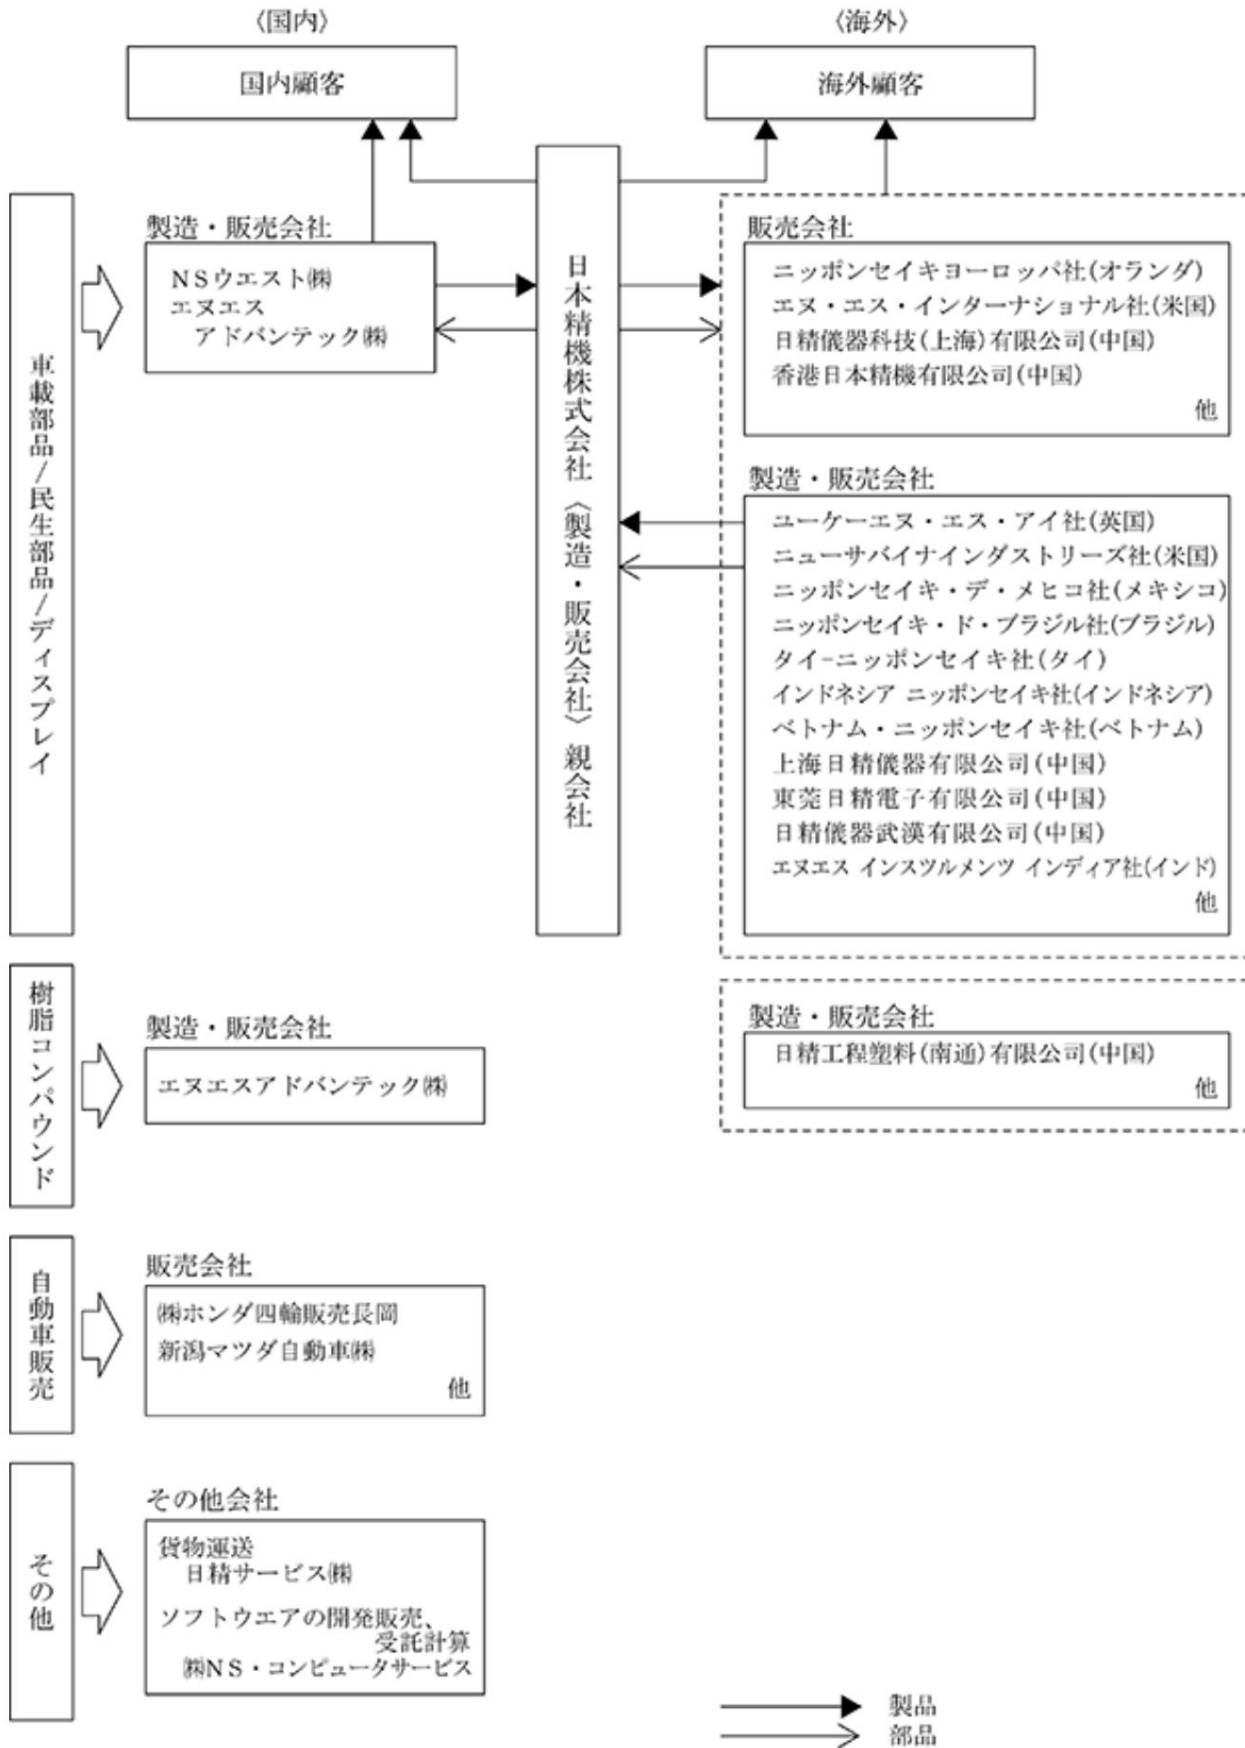 〈国内〉
国内顧客
〈海外〉
海外顧客
車載部品/民生部品/ディスプレイ
製造・販売会社
NSウエスト㈱
エヌエス
アドバンテック㈱
日本精機株式会社〈製造・販売会社〉親会社
販売会社
ニッポンセイキヨーロッパ社(オランダ)
エヌ・エス・インターナショナル社(米国)
日精儀器科技(上海)有限公司(中国)
香港日本精機有限公司(中国)
他
製造・販売会社
ユーケーエヌ・エス・アイ社(英国)
ニューサバイナインダストリーズ社(米国)
ニッポンセイキ・デ・メヒコ社(メキシコ)
ニッポンセイキ・ド・ブラジル社(ブラジル)
タイ-ニッポンセイキ社(タイ)
インドネシア ニッポンセイキ社(インドネシア)
ベトナム・ニッポンセイキ社(ベトナム)
上海日精儀器有限公司(中国)
東莞日精電子有限公司(中国)
日精儀器武漢有限公司(中国)
エヌエス インスツルメンツ インディア社(インド)
他
樹脂コンパウンド
製造・販売会社
エヌエスアドバンテック㈱
製造・販売会社
日精工程塑料(南通)有限公司(中国)
他
自動車販売
販売会社
㈱ホンダ四輪販売長岡
新潟マツダ自動車㈱
他
その他
その他会社
貨物運送
日精サービス㈱
ソフトウエアの開発販売、
受託計算
㈱NS・コンピュータサービス
製品
部品